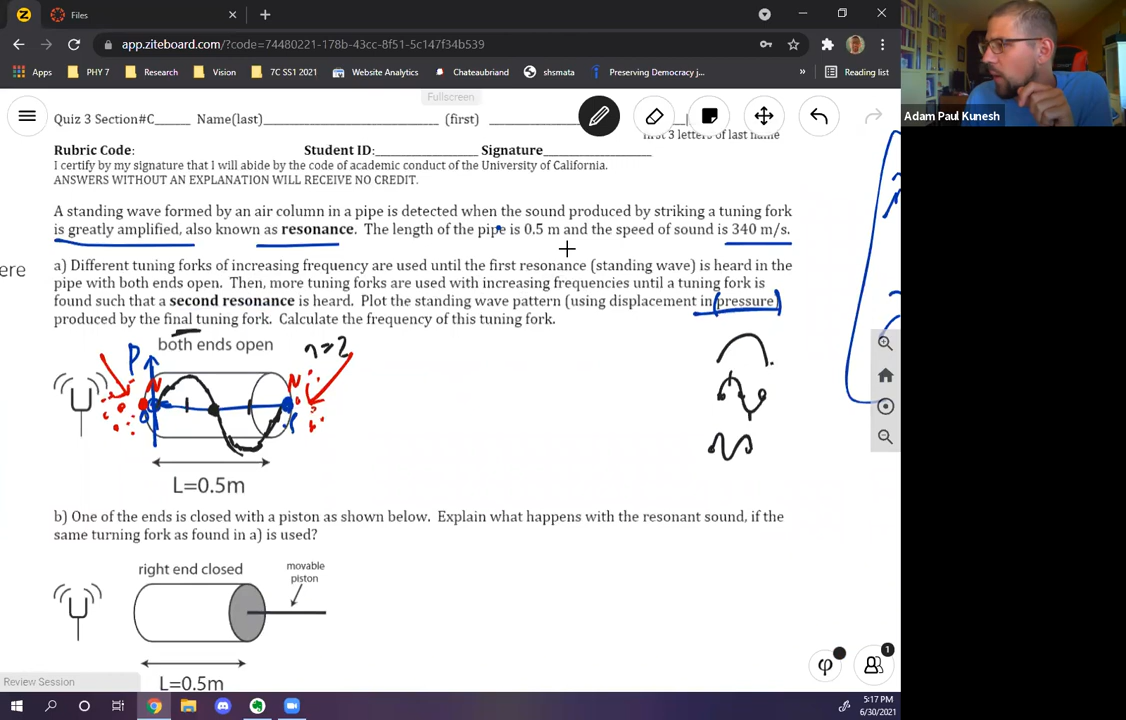 Files
app.ziteboard.com/?code=74480221-178b-43cc-8f51-5c147f34b539
Apps PHY 7 Research Vision 7C SS1 2021 Website Analytics Chateaubriand shsmata Preserving Democracy j... » Reading list
Fullscreen
Adam Paul Kunesh
Quiz 3 Section#C_____ Name(last)__________________________ (first)
first 3 letters of last name
Rubric Code: Student ID:_______________ Signature________________
I certify by my signature that I will abide by the code of academic conduct of the University of California.
ANSWERS WITHOUT AN EXPLANATION WILL RECEIVE NO CREDIT.
A standing wave formed by an air column in a pipe is detected when the sound produced by striking a tuning fork
is greatly amplified, also known as resonance. The length of the pipe is 0.5 m and the speed of sound is 340 m/s.
ere
a) Different tuning forks of increasing frequency are used until the first resonance (standing wave) is heard in the
pipe with both ends open. Then, more tuning forks are used with increasing frequencies until a tuning fork is
found such that a second resonance is heard. Plot the standing wave pattern (using displacement in pressure)
produced by the final tuning fork. Calculate the frequency of this tuning fork.
both ends open
n=2
P
N N
L=0.5m
b) One of the ends is closed with a piston as shown below. Explain what happens with the resonant sound, if the
same turning fork as found in a) is used?
right end closed
movable
piston
L=0.5m
Review Session
φ
1
5:17 PM
6/30/2021